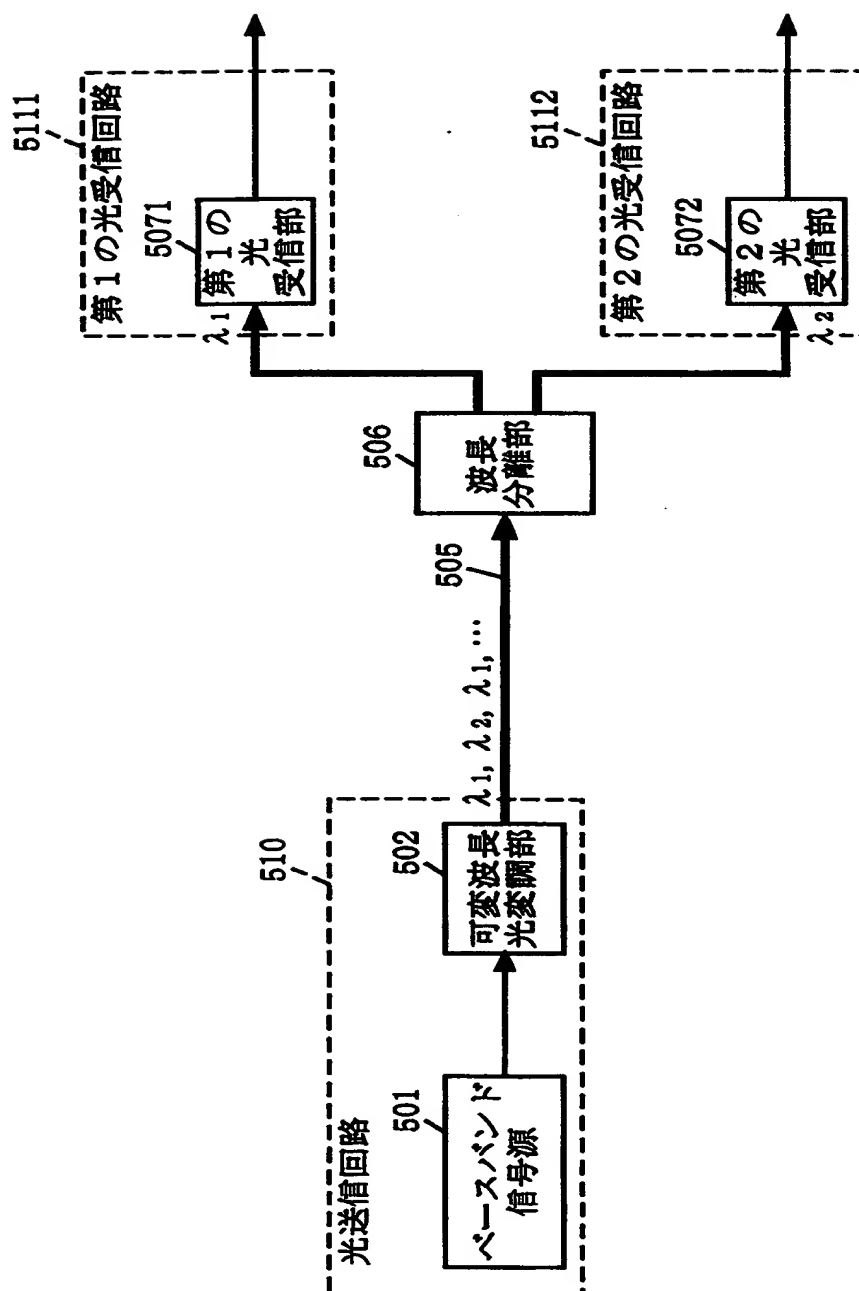 光送信回路
510
501
ベースバンド
信号源
502
可変波長
光変調部
λ1, λ2, λ1, …
505
506
波長
分離部
5111
第1の光受信回路
5071
第1の
光
受信部
λ1
5112
第2の光受信回路
5072
第2の
光
受信部
λ2